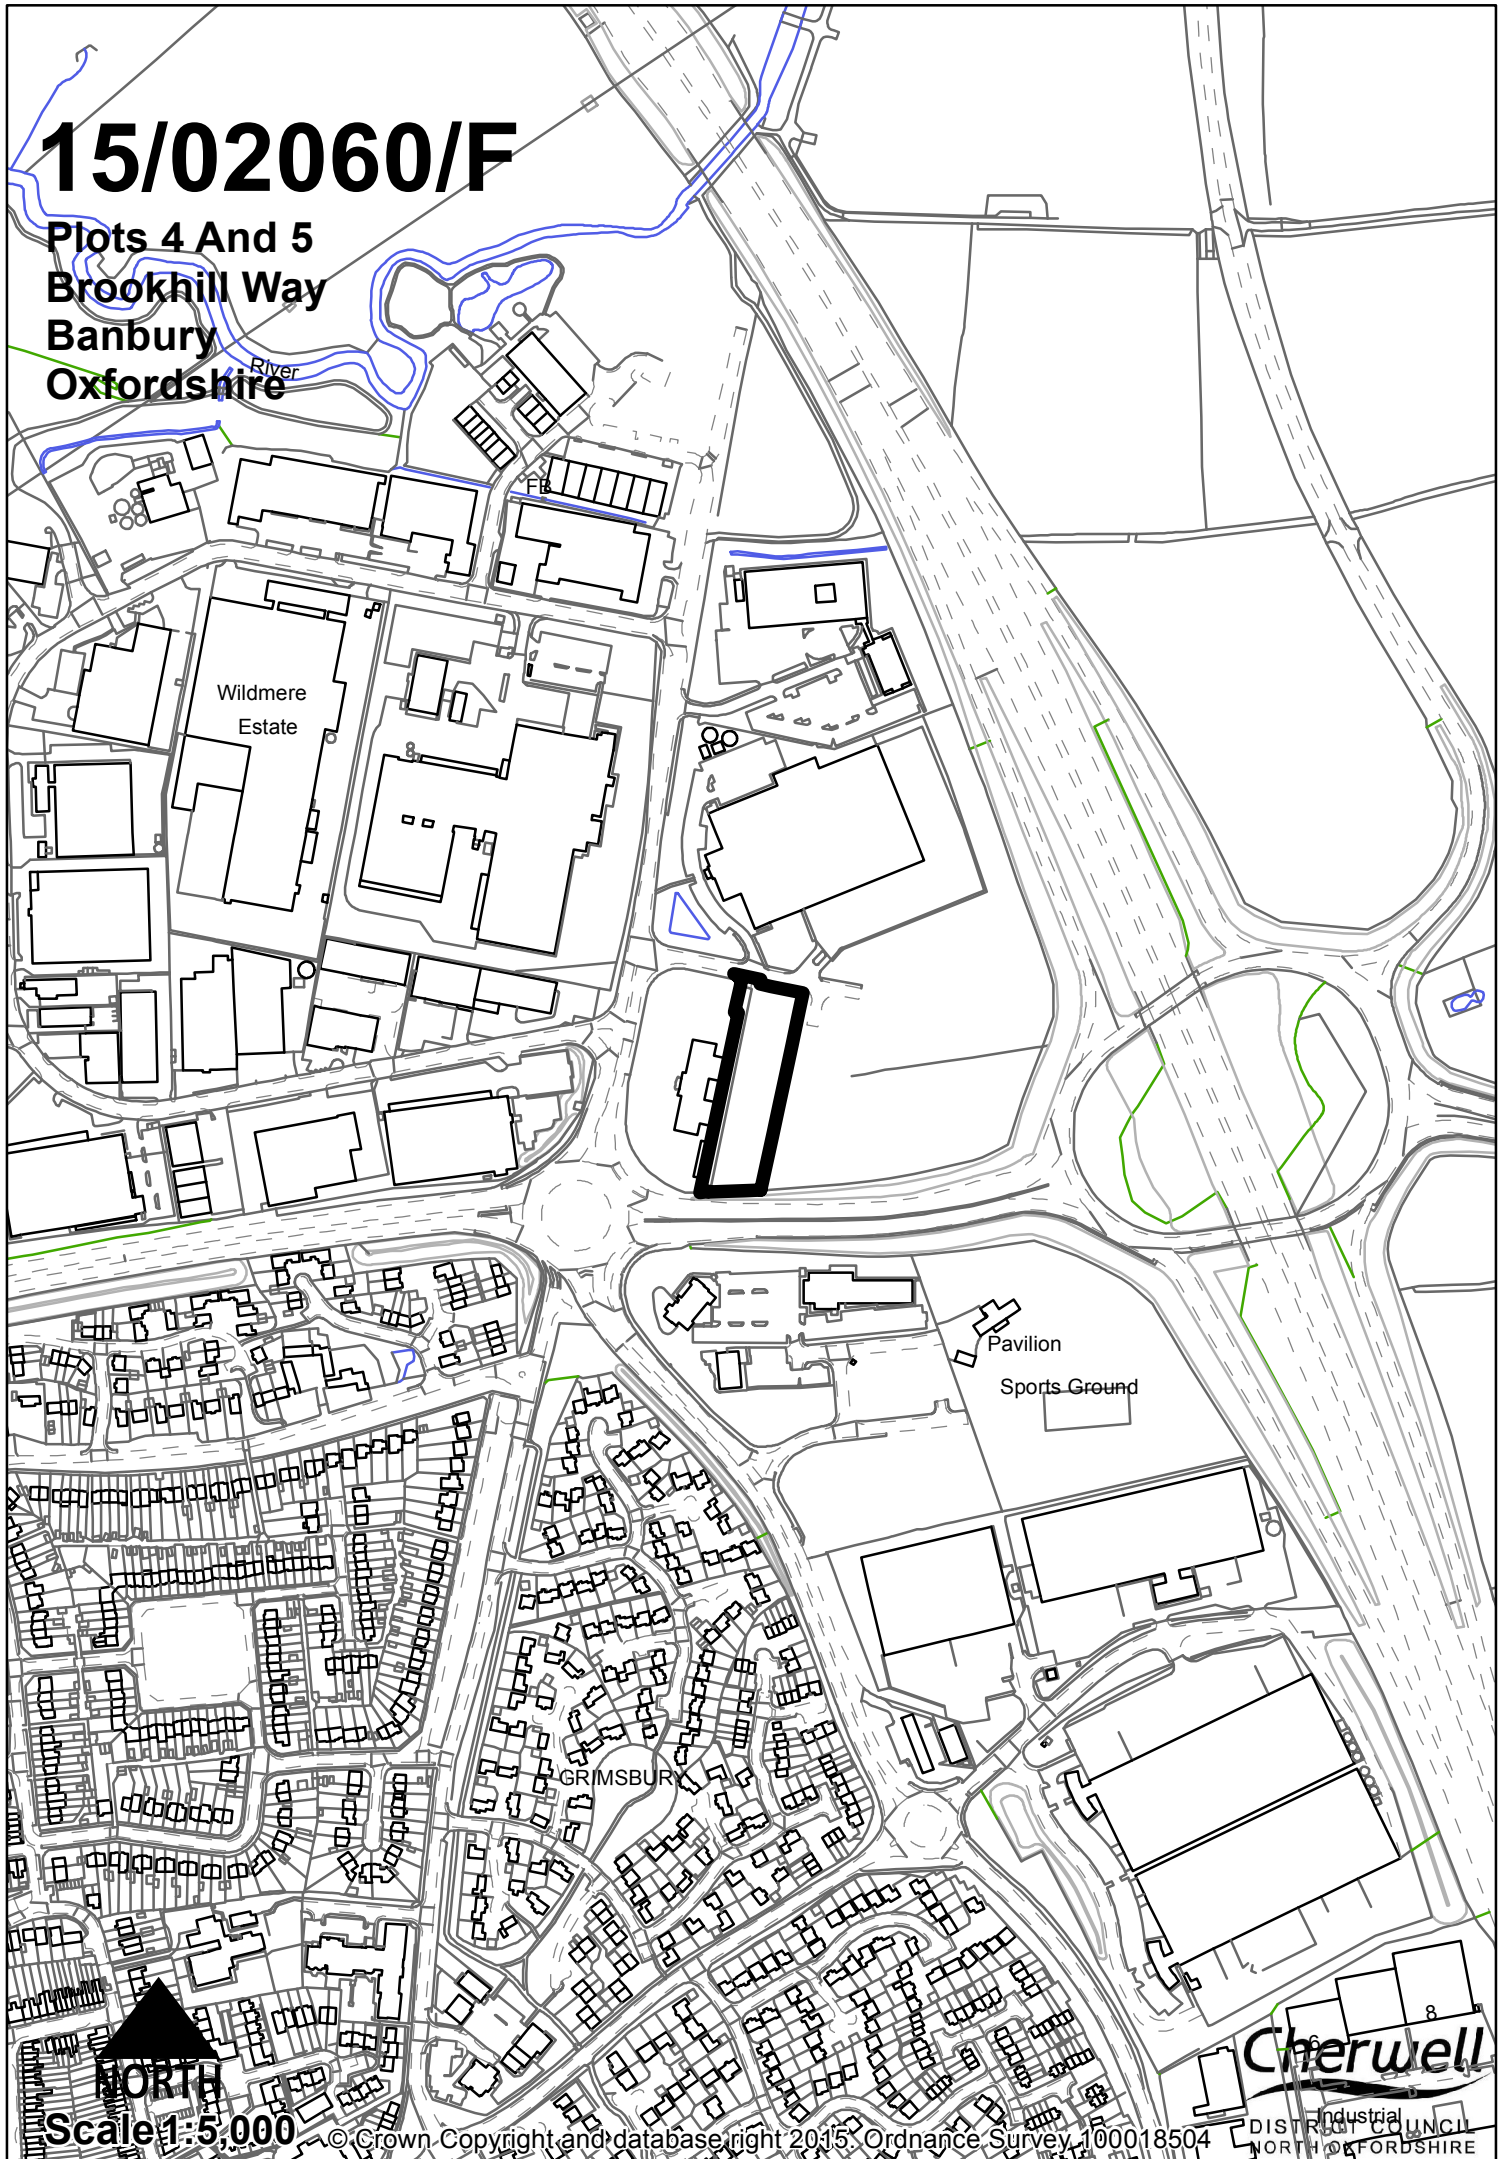 15/02060/F
Plots 4 And 5
Brookhill Way
Banbury
Oxfordshire
River
FB
Wildmere
Estate
Pavilion
Sports Ground
GRIMSBURY
8
6
Cherwell
Industrial
DISTRICT COUNCIL
NORTH OXFORDSHIRE
NORTH
Scale1:5,000
© Crown Copyright and database right 2015. Ordnance Survey 100018504